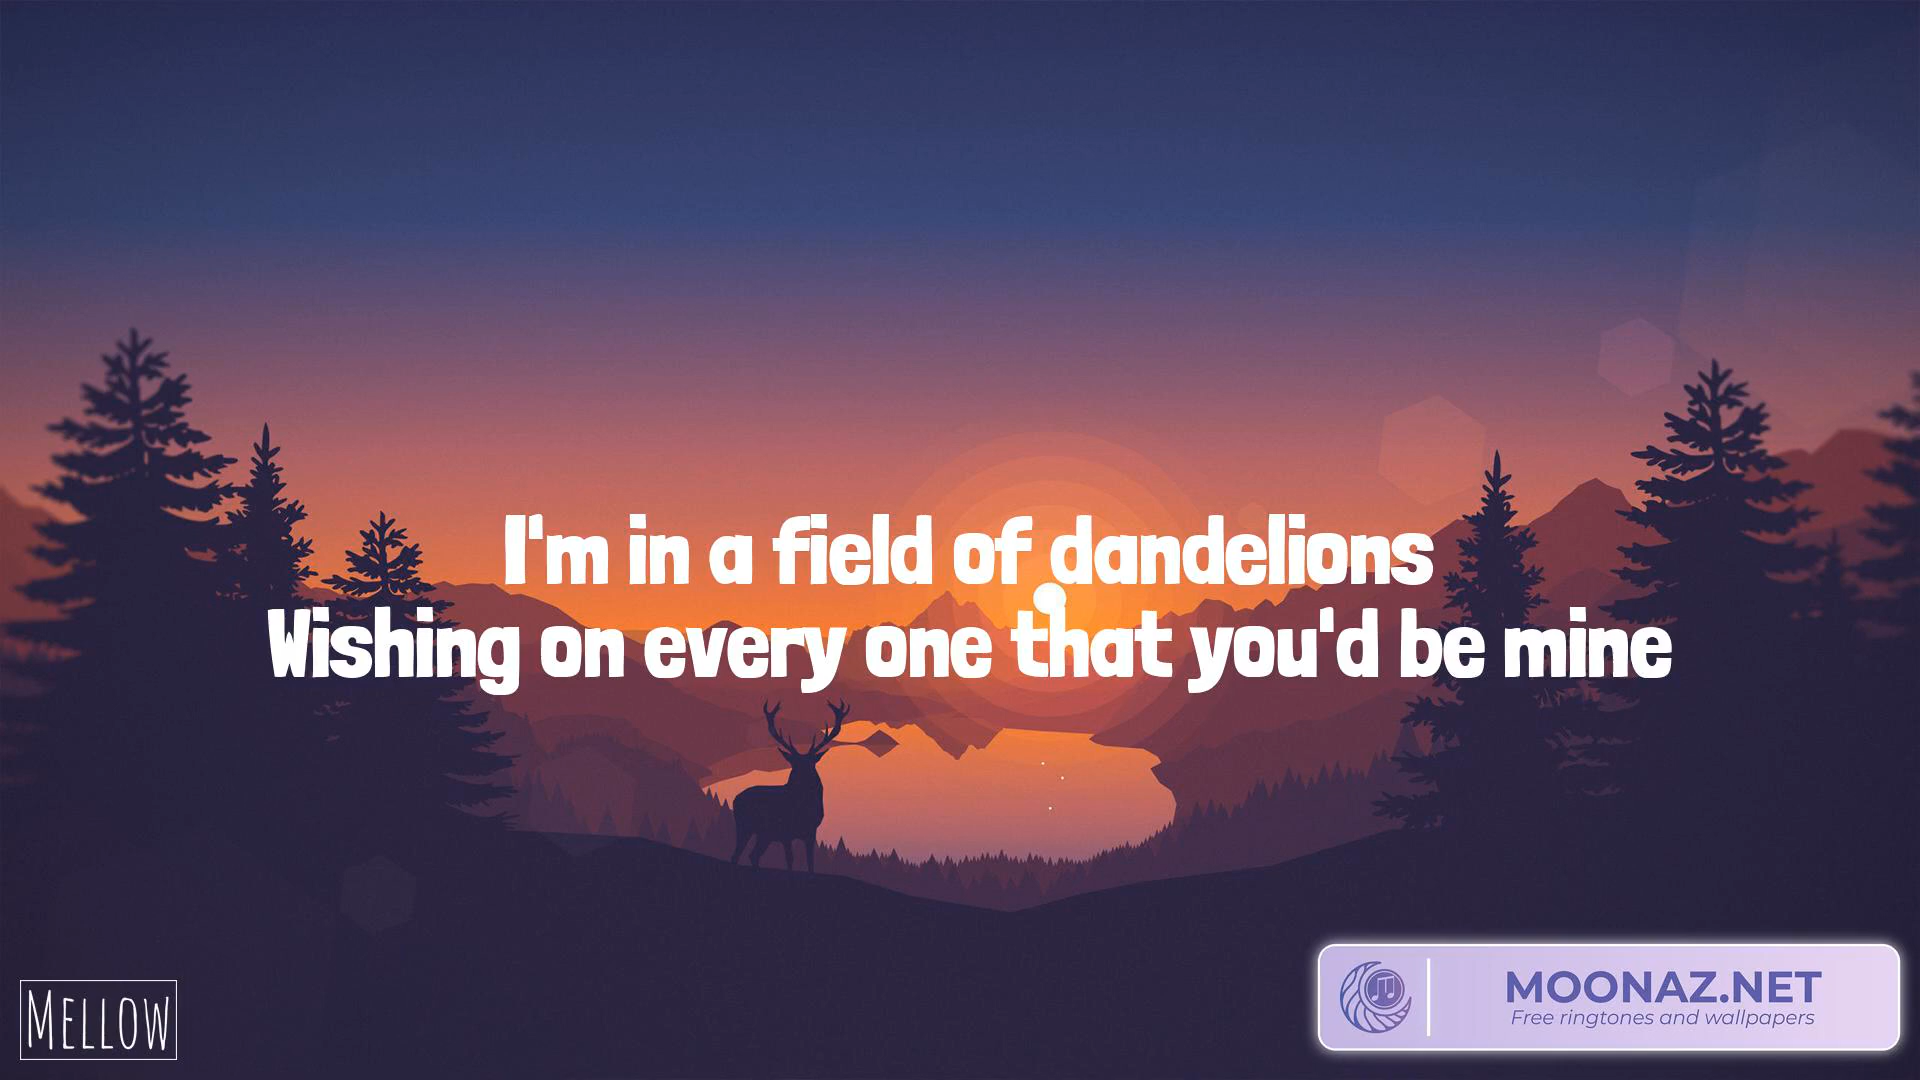 I'm in a field of dandelions
Wishing on every one that you'd be mine
MELLOW
MOONAZ.NET
Free ringtones and wallpapers